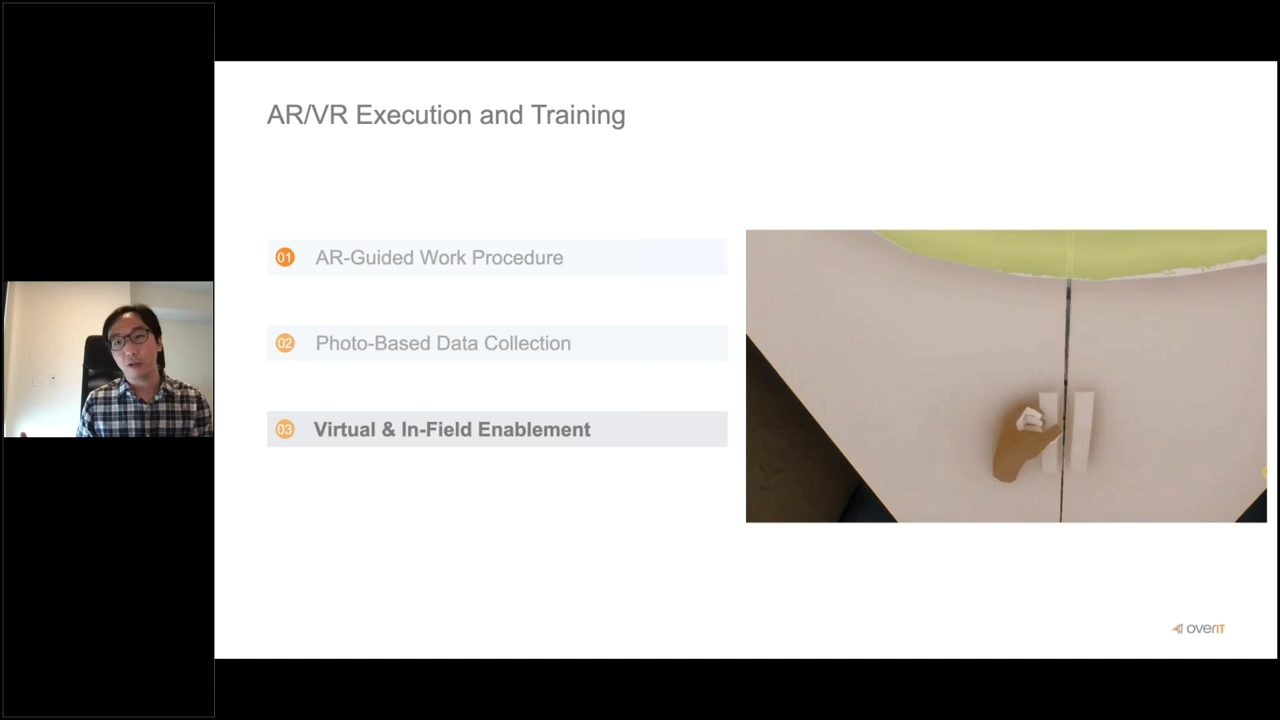 AR/VR Execution and Training
01 AR-Guided Work Procedure
02 Photo-Based Data Collection
03 Virtual & In-Field Enablement
overIT